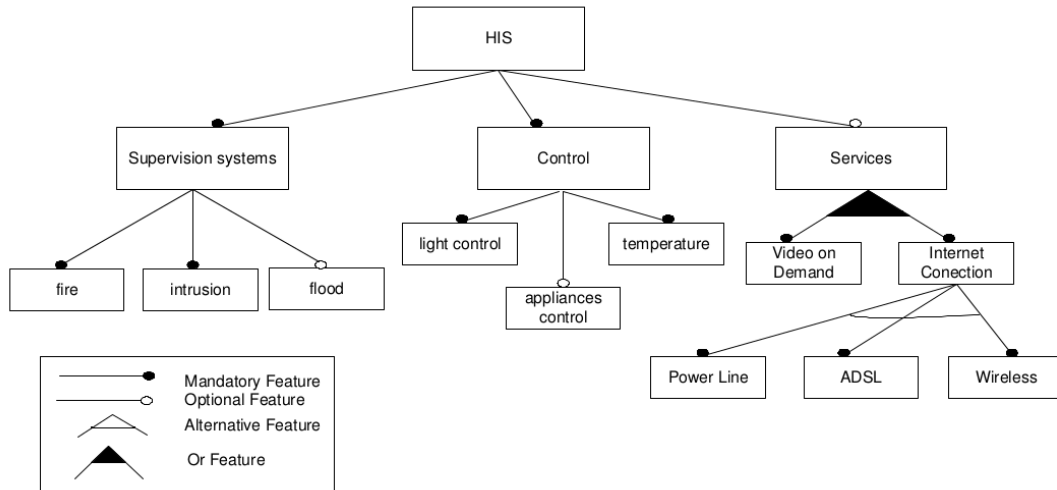 HIS
Supervision systems
Control
Services
fire
intrusion
flood
light control
appliances
control
temperature
Video on
Demand
Internet
Conection
Power Line
ADSL
Wireless
Mandatory Feature
Optional Feature
Alternative Feature
Or Feature